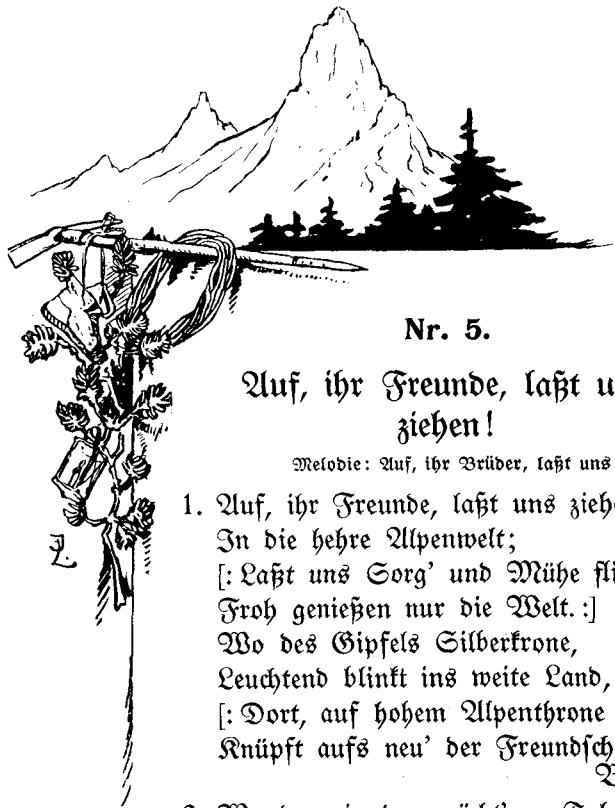 Nr. 5.
Auf, ihr Freunde, laßt u
ziehen!
Melodie: Auf, ihr Brüder, laßt uns
1. Auf, ihr Freunde, laßt uns ziehe
In die hehre Alpenwelt;
[: Laßt uns Sorg' und Mühe fli
Froh genießen nur die Welt. :]
Wo des Gipfels Silberkrone,
Leuchtend blinkt ins weite Land,
[: Dort, auf hohem Alpenthrone
Knüpft aufs neu' der Freundsch